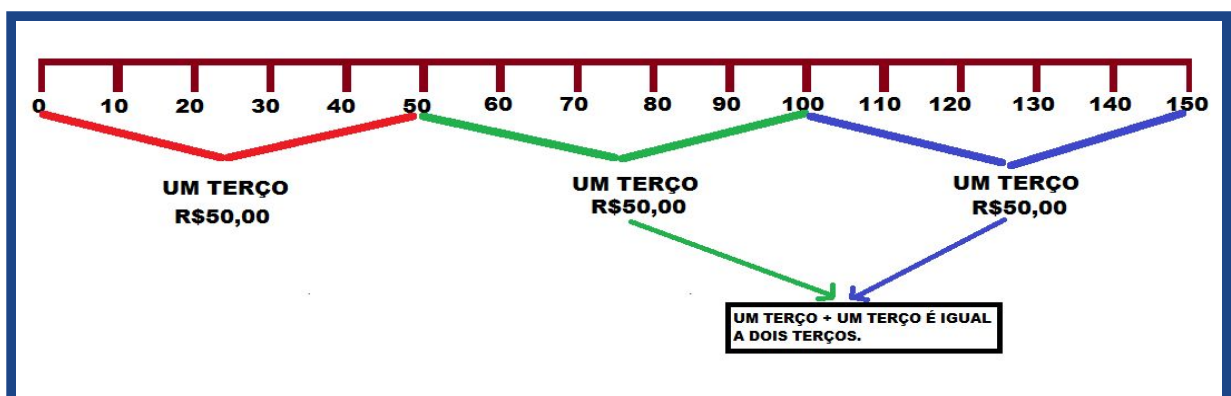 0 10 20 30 40 50 60 70 80 90 100 110 120 130 140 150
UM TERÇO
R$50,00
UM TERÇO
R$50,00
UM TERÇO
R$50,00
UM TERÇO + UM TERÇO É IGUAL
A DOIS TERÇOS.